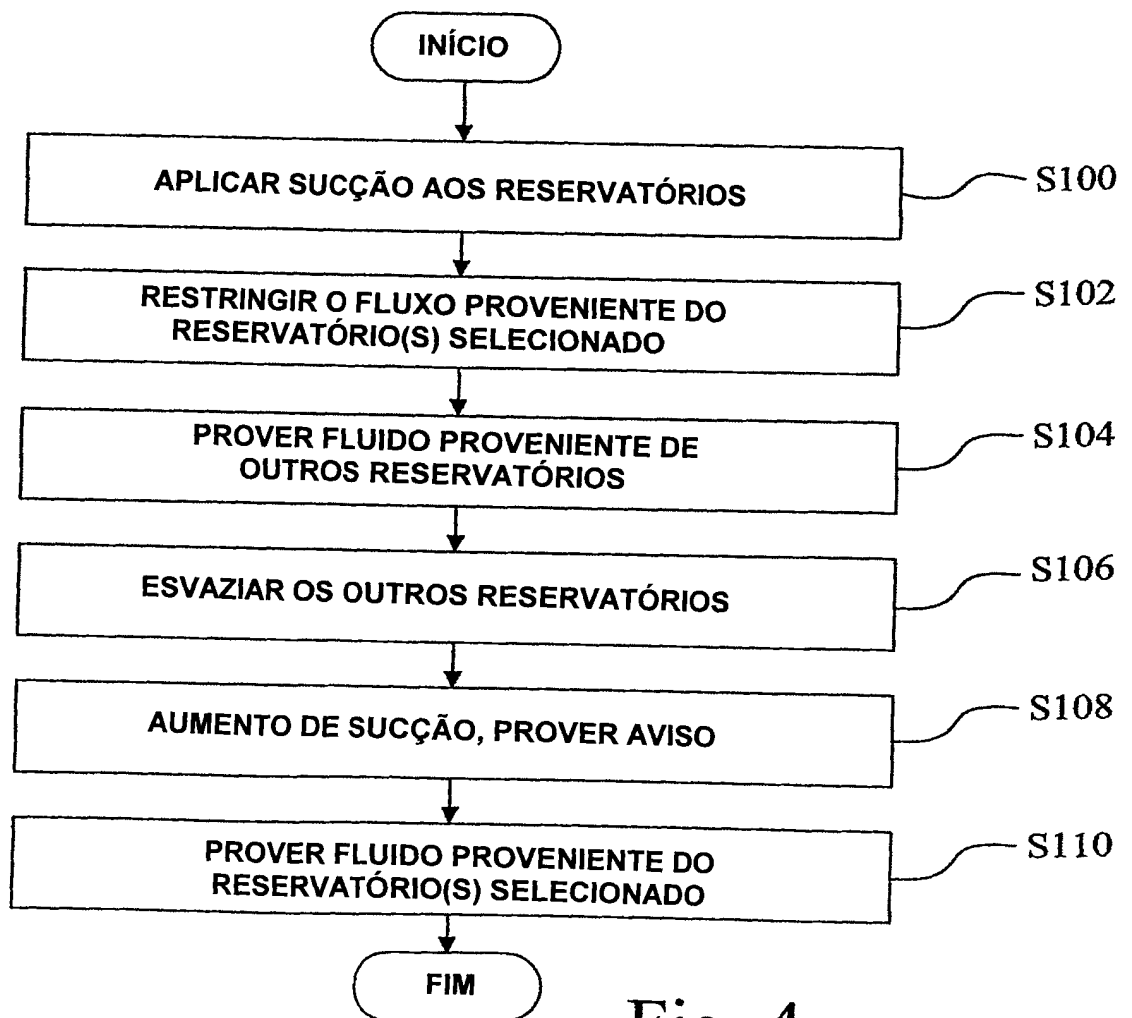 INÍCIO
APLICAR SUCÇÃO AOS RESERVATÓRIOS
S100
RESTRINGIR O FLUXO PROVENIENTE DO
RESERVATÓRIO(S) SELECIONADO
S102
PROVER FLUIDO PROVENIENTE DE
OUTROS RESERVATÓRIOS
S104
ESVAZIAR OS OUTROS RESERVATÓRIOS
S106
AUMENTO DE SUCÇÃO, PROVER AVISO
S108
PROVER FLUIDO PROVENIENTE DO
RESERVATÓRIO(S) SELECIONADO
S110
FIM
Fig. 4